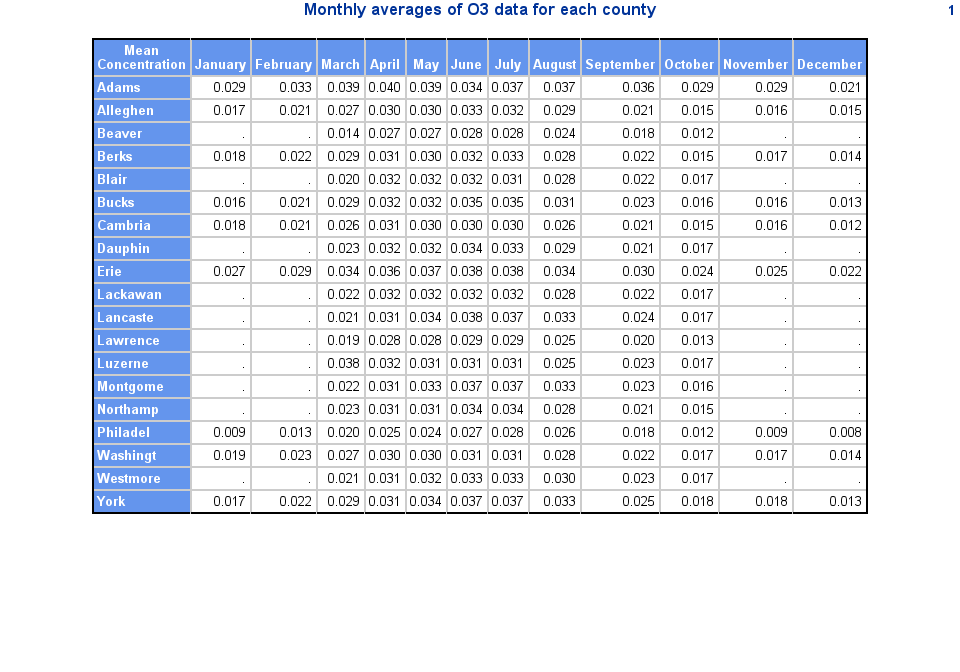 Monthly averages of O3 data for each county 1
Mean
Concentration January February March April May June July August September October November December
Adams 0.029 0.033 0.039 0.040 0.039 0.034 0.037 0.037 0.036 0.029 0.029 0.021
Alleghen 0.017 0.021 0.027 0.030 0.030 0.033 0.032 0.029 0.021 0.015 0.016 0.015
Beaver . . 0.014 0.027 0.027 0.028 0.028 0.024 0.018 0.012 . .
Berks 0.018 0.022 0.029 0.031 0.030 0.032 0.033 0.028 0.022 0.015 0.017 0.014
Blair . . 0.020 0.032 0.032 0.032 0.031 0.028 0.022 0.017 . .
Bucks 0.016 0.021 0.029 0.032 0.032 0.035 0.035 0.031 0.023 0.016 0.016 0.013
Cambria 0.018 0.021 0.026 0.031 0.030 0.030 0.030 0.026 0.021 0.015 0.016 0.012
Dauphin . . 0.023 0.032 0.032 0.034 0.033 0.029 0.021 0.017 . .
Erie 0.027 0.029 0.034 0.036 0.037 0.038 0.038 0.034 0.030 0.024 0.025 0.022
Lackawan . . 0.022 0.032 0.032 0.032 0.032 0.028 0.022 0.017 . .
Lancaste . . 0.021 0.031 0.034 0.038 0.037 0.033 0.024 0.017 . .
Lawrence . . 0.019 0.028 0.028 0.029 0.029 0.025 0.020 0.013 . .
Luzerne . . 0.038 0.032 0.031 0.031 0.031 0.025 0.023 0.017 . .
Montgome . . 0.022 0.031 0.033 0.037 0.037 0.033 0.023 0.016 . .
Northamp . . 0.023 0.031 0.031 0.034 0.034 0.028 0.021 0.015 . .
Philadel 0.009 0.013 0.020 0.025 0.024 0.027 0.028 0.026 0.018 0.012 0.009 0.008
Washingt 0.019 0.023 0.027 0.030 0.030 0.031 0.031 0.028 0.022 0.017 0.017 0.014
Westmore . . 0.021 0.031 0.032 0.033 0.033 0.030 0.023 0.017 . .
York 0.017 0.022 0.029 0.031 0.034 0.037 0.037 0.033 0.025 0.018 0.018 0.013